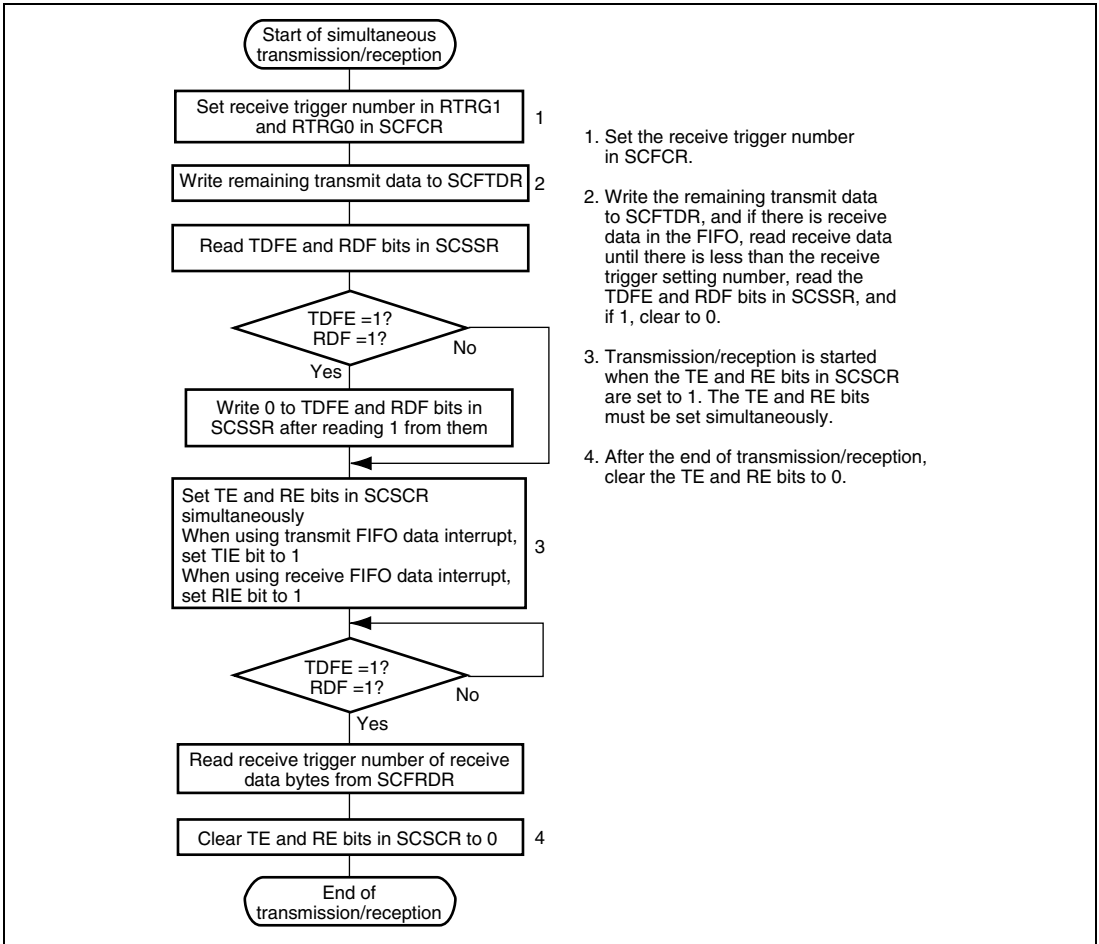 Start of simultaneous
transmission/reception
Set receive trigger number in RTRG1
and RTRG0 in SCFCR
1
Write remaining transmit data to SCFTDR
2
Read TDFE and RDF bits in SCSSR
TDFE =1?
RDF =1?
No
Yes
Write 0 to TDFE and RDF bits in
SCSSR after reading 1 from them
Set TE and RE bits in SCSCR
simultaneously
When using transmit FIFO data interrupt,
set TIE bit to 1
When using receive FIFO data interrupt,
set RIE bit to 1
3
TDFE =1?
RDF =1?
No
Yes
Read receive trigger number of receive
data bytes from SCFRDR
Clear TE and RE bits in SCSCR to 0
4
End of
transmission/reception
1. Set the receive trigger number
in SCFCR.
2. Write the remaining transmit data
to SCFTDR, and if there is receive
data in the FIFO, read receive data
until there is less than the receive
trigger setting number, read the
TDFE and RDF bits in SCSSR, and
if 1, clear to 0.
3. Transmission/reception is started
when the TE and RE bits in SCSCR
are set to 1. The TE and RE bits
must be set simultaneously.
4. After the end of transmission/reception,
clear the TE and RE bits to 0.